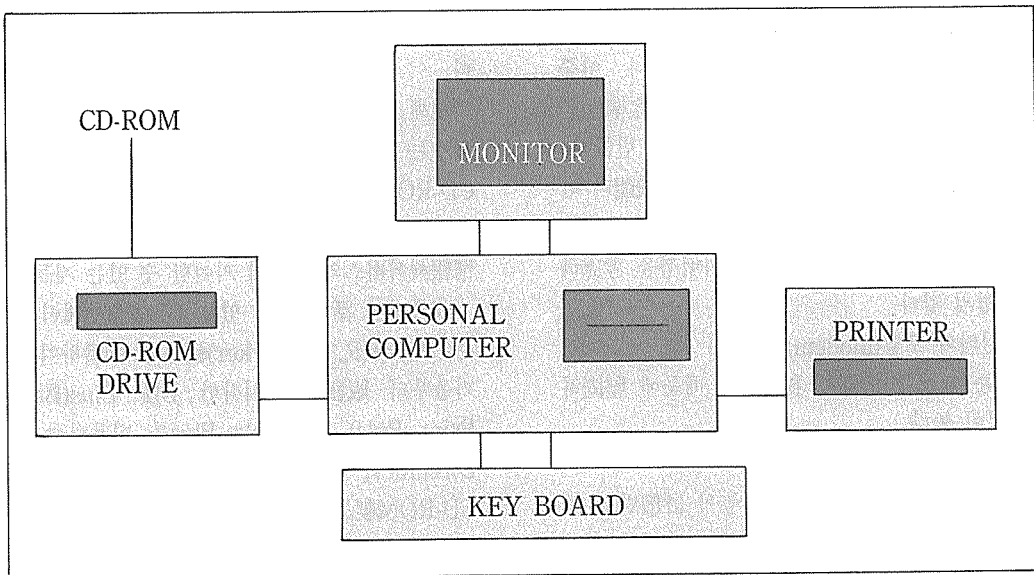 MONITOR
CD-ROM
CD-ROM
DRIVE
PERSONAL
COMPUTER
PRINTER
KEY BOARD